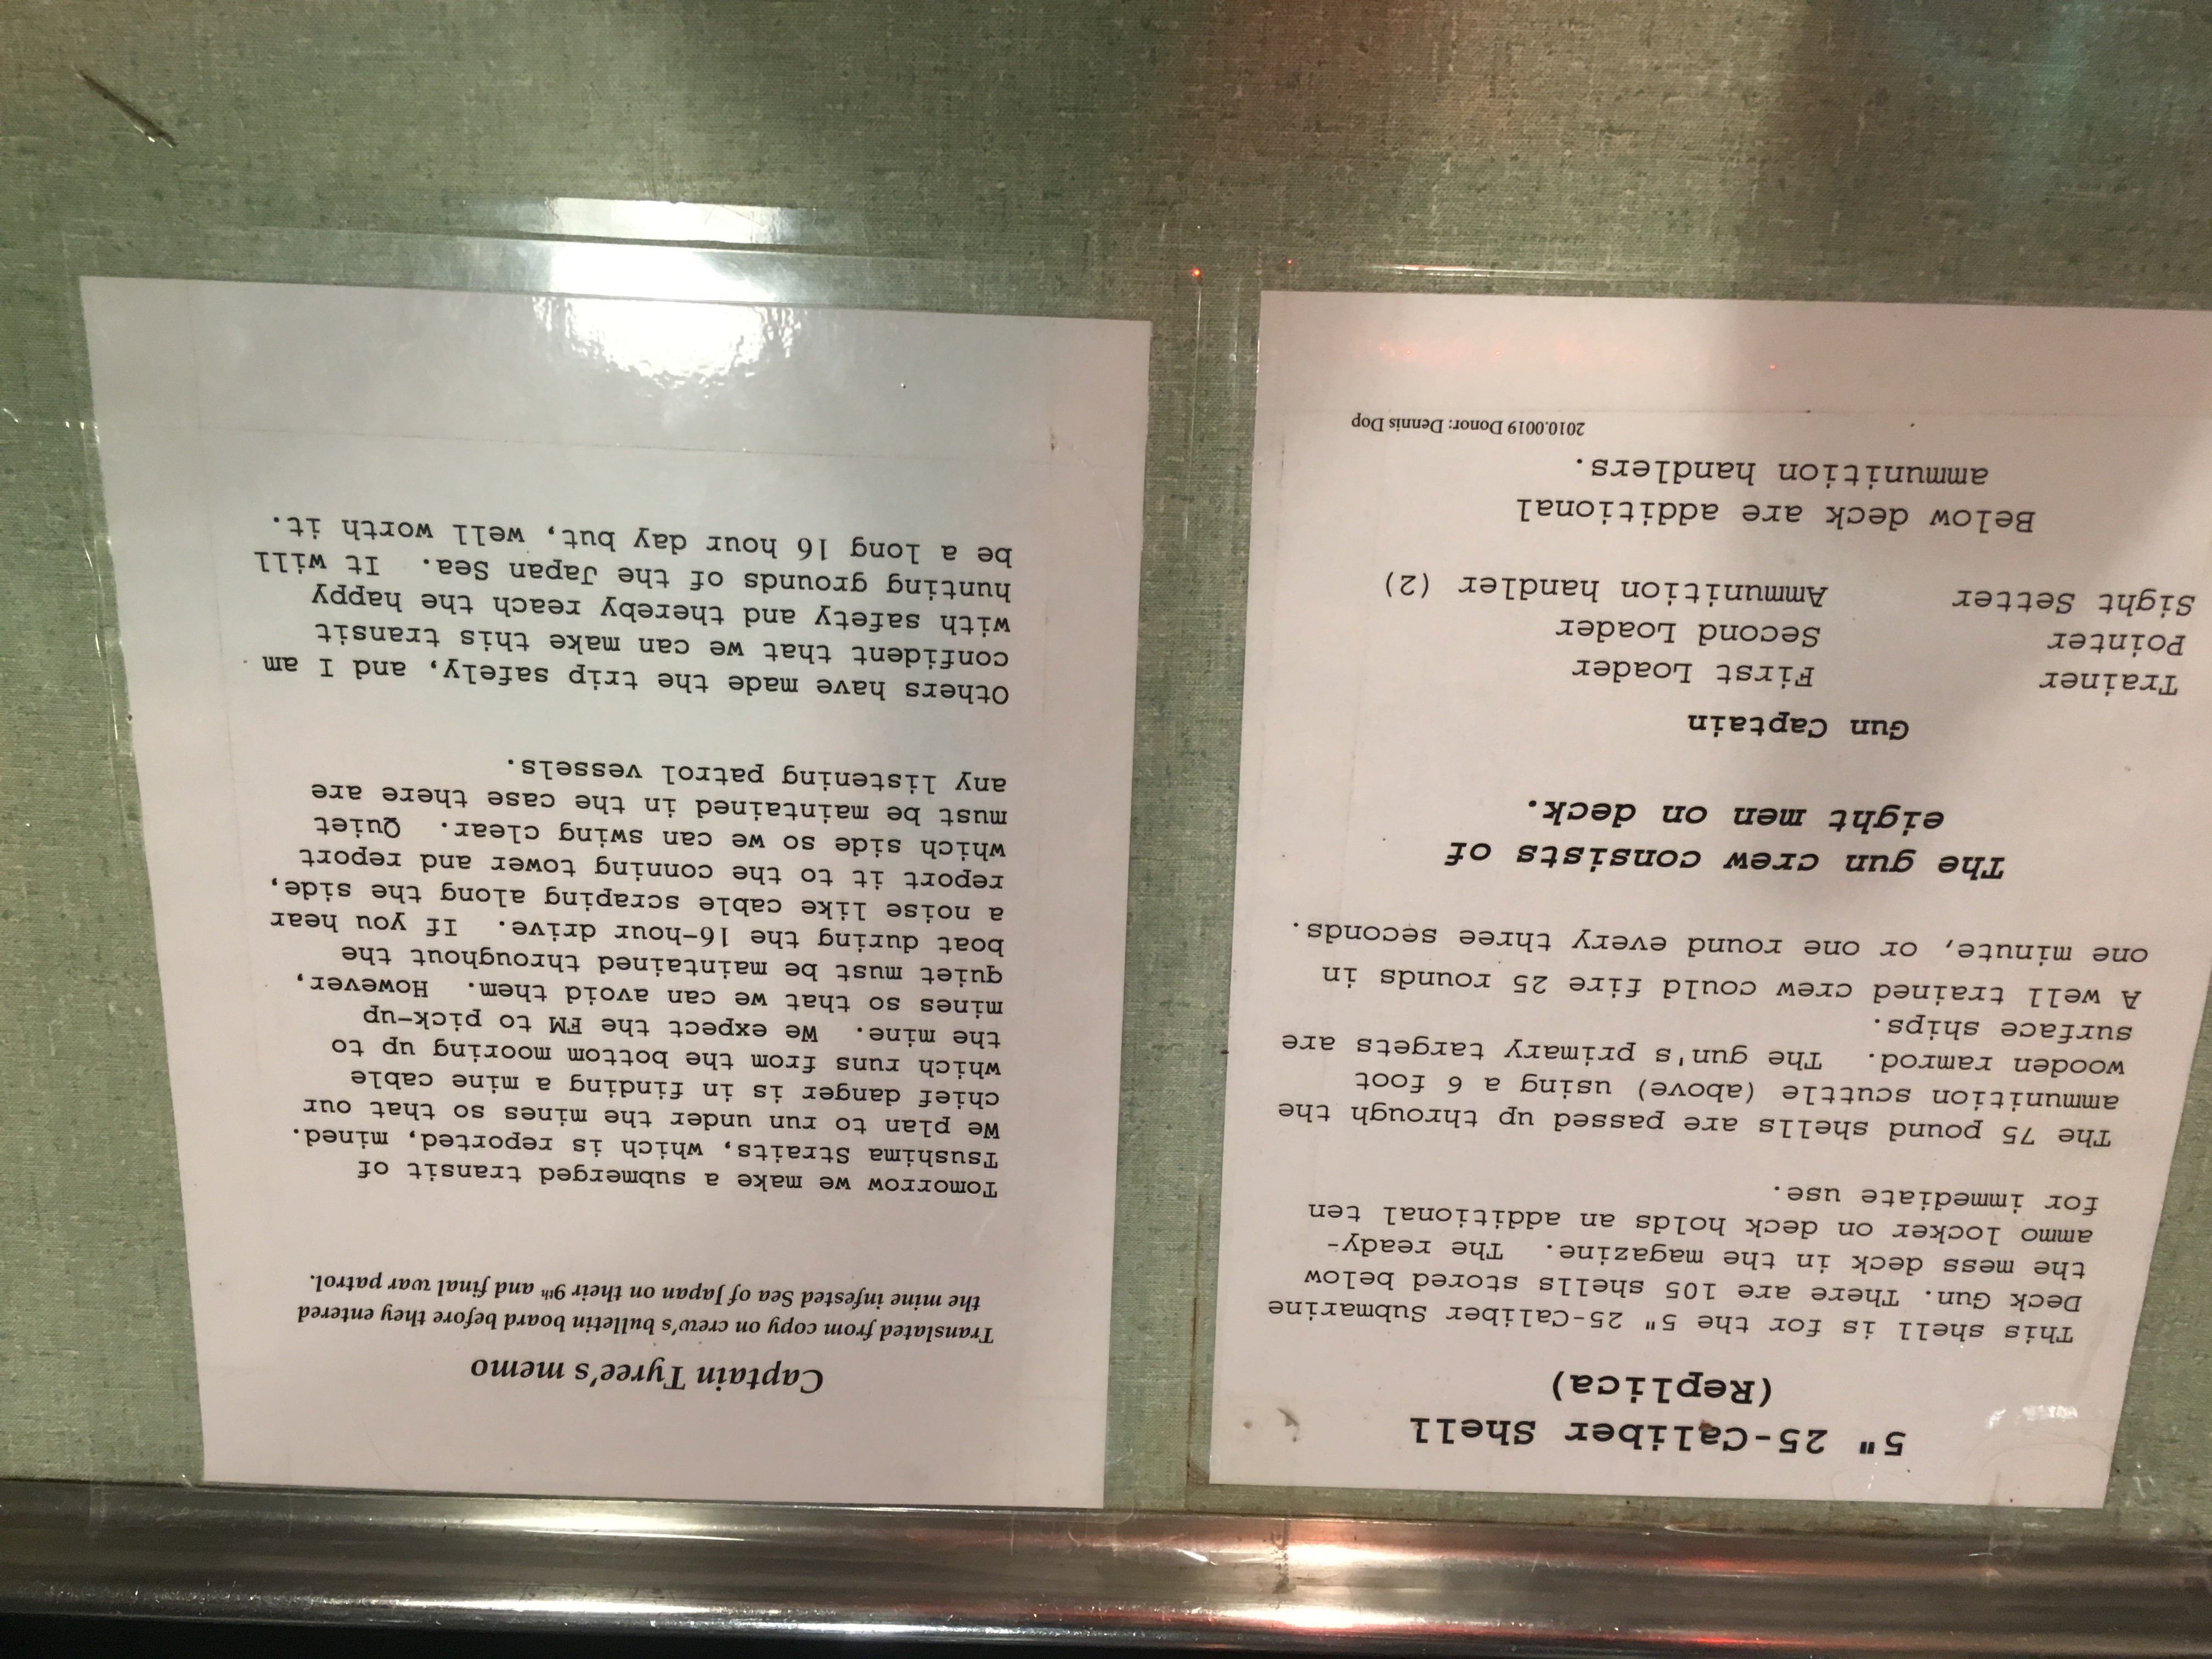 5" 25-Caliber Shell
(Replica)
This shell is for the 5" 25-Caliber Submarine
Deck Gun. There are 105 shells stored below
the mess deck in the magazine. The ready-
ammo locker on deck holds an additional ten
for immediate use.
The 75 pound shells are passed up through the
ammunition scuttle (above) using a 6 foot
wooden ramrod. The gun's primary targets are
surface ships.
A well trained crew could fire 25 rounds in
one minute, or one round every three seconds.
The gun crew consists of
eight men on deck.
Gun Captain
Trainer First Loader
Pointer Second Loader
Sight Setter Ammunition handler (2)
Below deck are additional
ammunition handlers.
2010.0019 Donor: Dennis Dop
Captain Tyree's memo
Translated from copy on crew's bulletin board before they entered
the mine infested Sea of Japan on their 9th and final war patrol.
Tomorrow we make a submerged transit of
Tsushima Straits, which is reported, mined.
We plan to run under the mines so that our
chief danger is in finding a mine cable
which runs from the bottom mooring up to
the mine. We expect the FM to pick-up
mines so that we can avoid them. However,
quiet must be maintained throughout the
boat during the 16-hour drive. If you hear
a noise like cable scraping along the side,
report it to the conning tower and report
which side so we can swing clear. Quiet
must be maintained in the case there are
any listening patrol vessels.
Others have made the trip safely, and I am
confident that we can make this transit
with safety and thereby reach the happy
hunting grounds of the Japan Sea. It will
be a long 16 hour day but, well worth it.